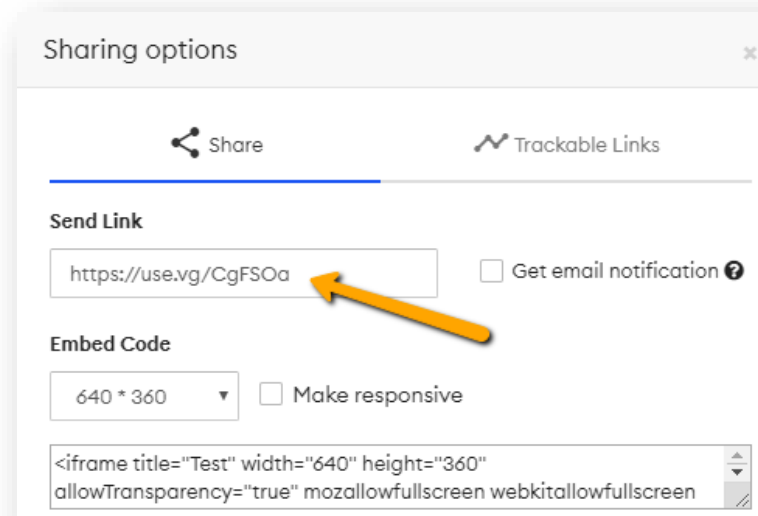 Sharing options
Share
Trackable Links
Send Link
https://use.vg/CgFSOa
Get email notification
Embed Code
640 * 360
Make responsive
<iframe title="Test" width="640" height="360"
allowTransparency="true" mozallowfullscreen webkitallowfullscreen